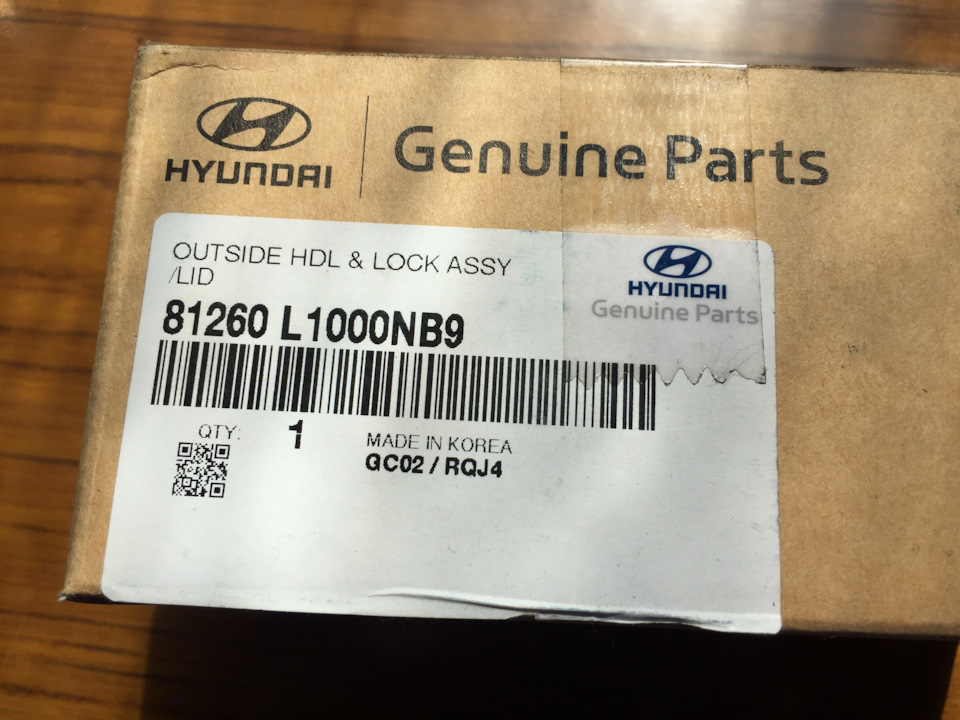 HYUNDAI
Genuine Parts
OUTSIDE HDL & LOCK ASSY
/LID
HYUNDAI
Genuine Parts
81260 L1000NB9
QTY: 1
MADE IN KOREA
GC02 / RQJ4